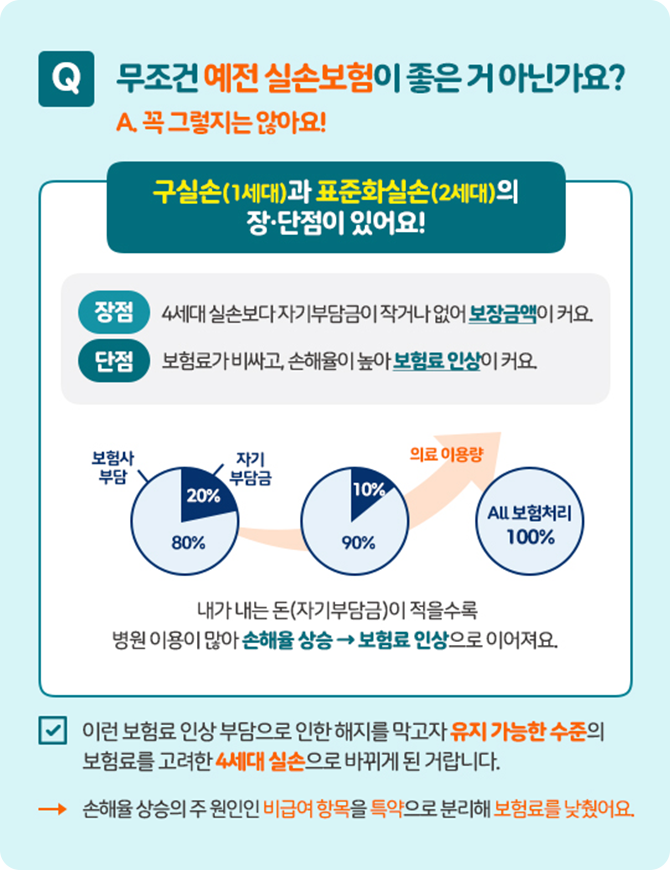 Q
무조건 예전 실손보험이 좋은 거 아닌가요?
A. 꼭 그렇지는 않아요!
구실손(1세대)과 표준화실손(2세대)의
장·단점이 있어요!
장점
4세대 실손보다 자기부담금이 작거나 없어 보장금액이 커요.
단점
보험료가 비싸고, 손해율이 높아 보험료 인상이 커요.
보험사
부담
자기
부담금
20%
80%
10%
90%
의료 이용량
All 보험처리
100%
내가 내는 돈(자기부담금)이 적을수록
병원 이용이 많아 손해율 상승 → 보험료 인상으로 이어져요.
이런 보험료 인상 부담으로 인한 해지를 막고자 유지 가능한 수준의
보험료를 고려한 4세대 실손으로 바뀌게 된 거랍니다.
→ 손해율 상승의 주 원인인 비급여 항목을 특약으로 분리해 보험료를 낮췄어요.